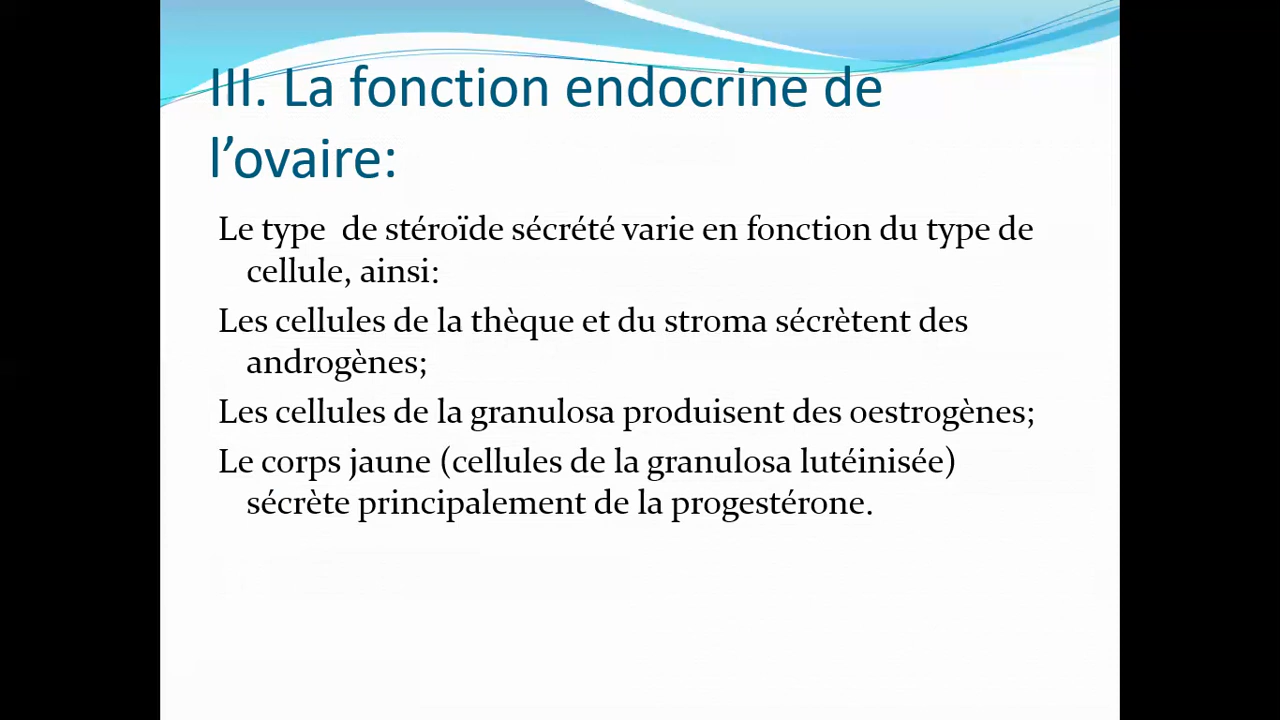 III. La fonction endocrine de
l’ovaire:
Le type  de stéroïde sécrété varie en fonction du type de
cellule, ainsi:
Les cellules de la thèque et du stroma sécrètent des
androgènes;
Les cellules de la granulosa produisent des oestrogènes;
Le corps jaune (cellules de la granulosa lutéinisée)
sécrète principalement de la progestérone.